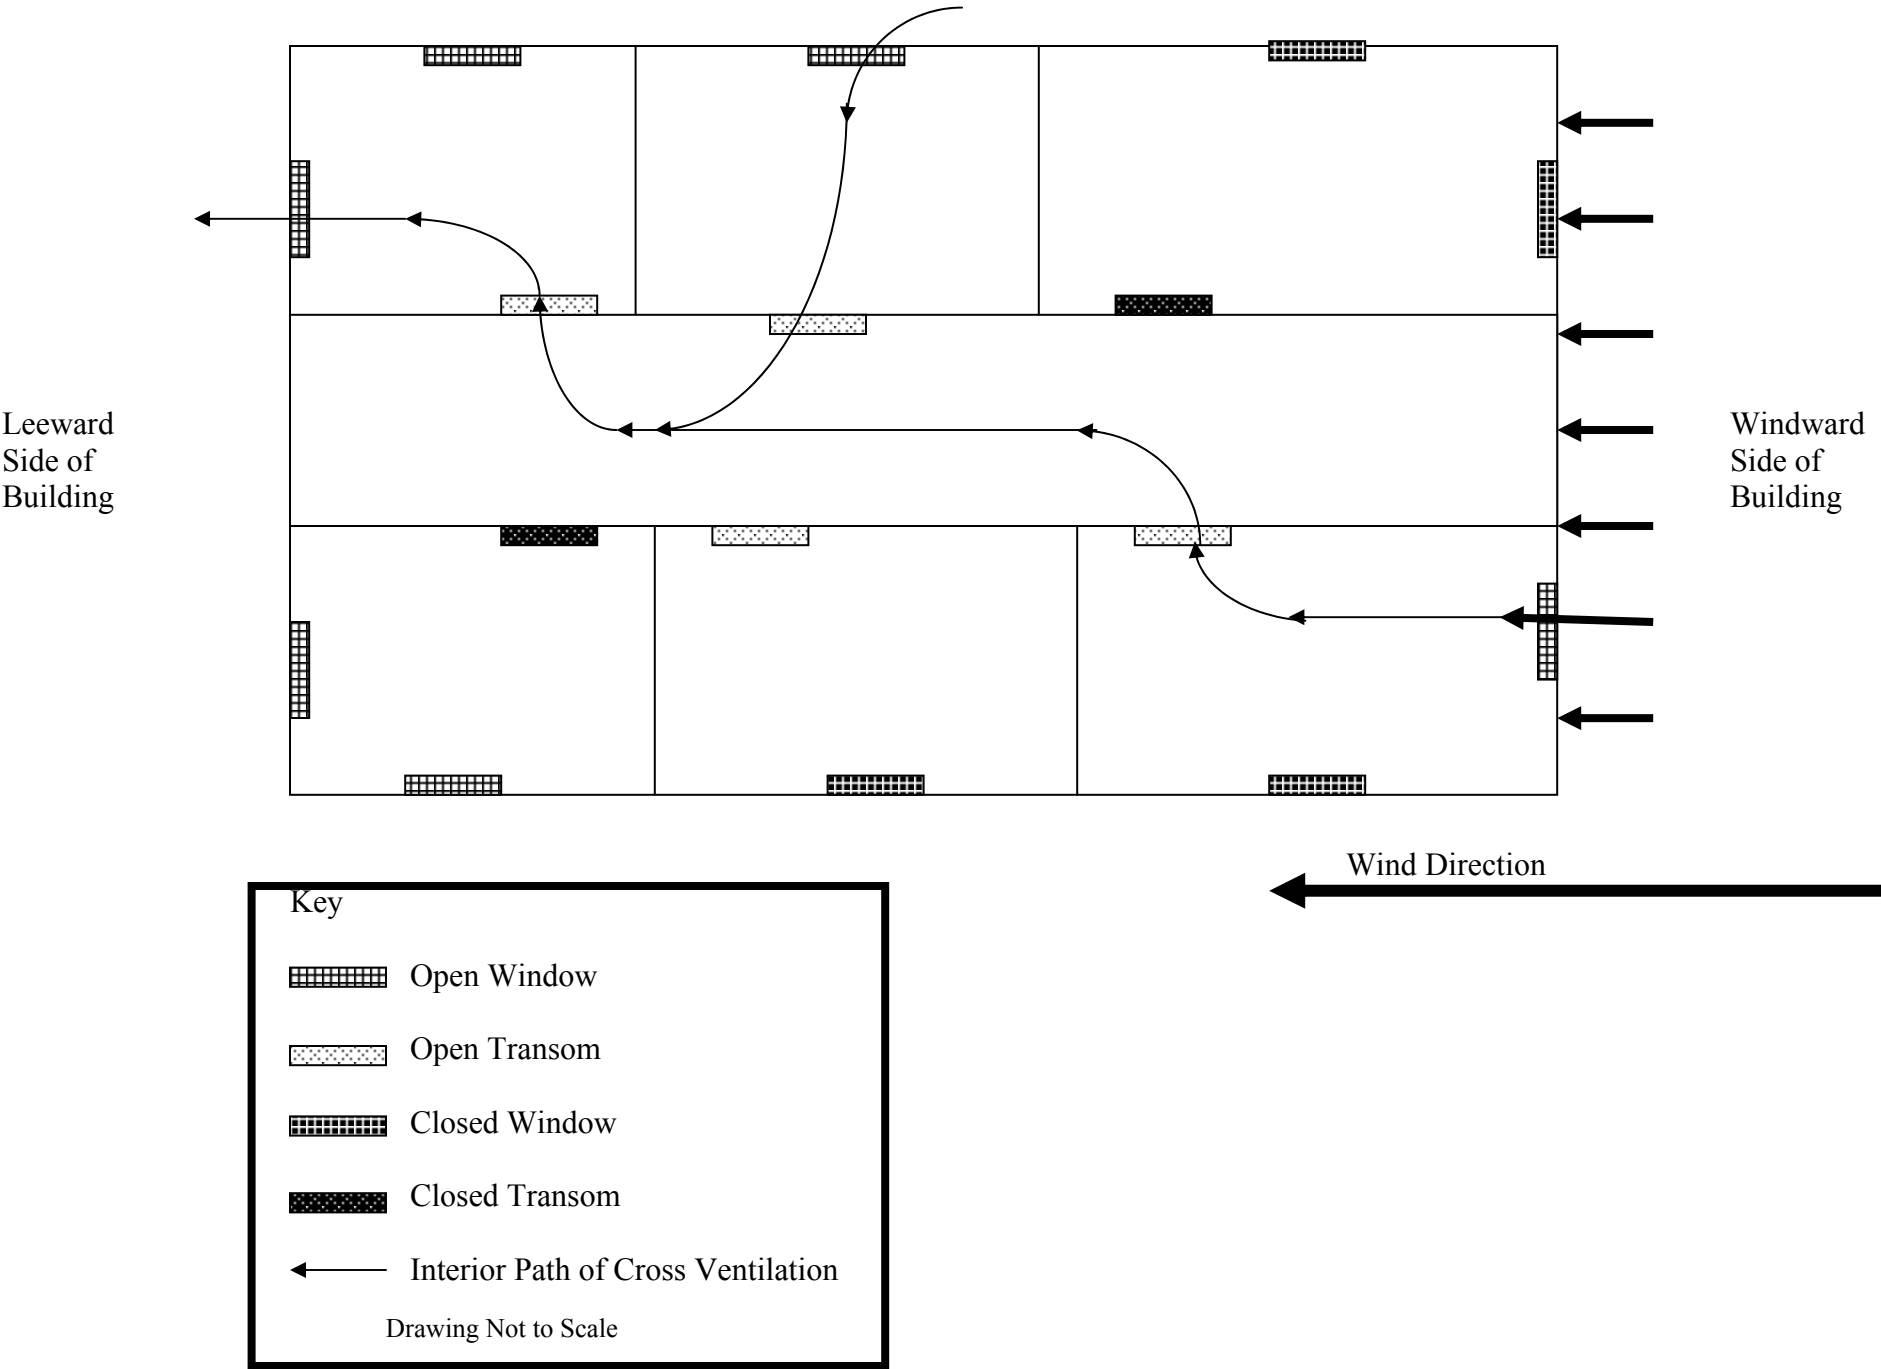 Leeward
Side of
Building
Windward
Side of
Building
Wind Direction
Key
Open Window
Open Transom
Closed Window
Closed Transom
Interior Path of Cross Ventilation
Drawing Not to Scale